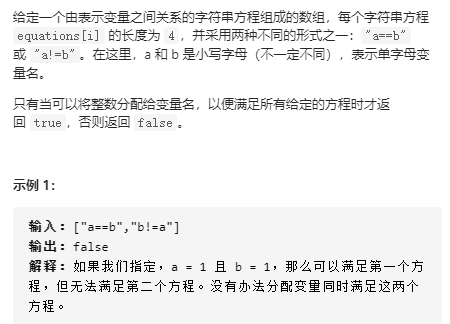 给定一个由表示变量之间关系的字符串方程组成的数组，每个字符串方程
equations[i] 的长度为 4，并采用两种不同的形式之一："a==b"
或 "a!=b"。在这里，a 和 b 是小写字母（不一定不同），表示单字母变
量名。
只有当可以将整数分配给变量名，以便满足所有给定的方程时才返
回 true，否则返回 false。
示例 1：
输入：["a==b","b!=a"]
输出：false
解释：如果我们指定，a = 1 且 b = 1，那么可以满足第一个方
程，但无法满足第二个方程。没有办法分配变量同时满足这两个
方程。